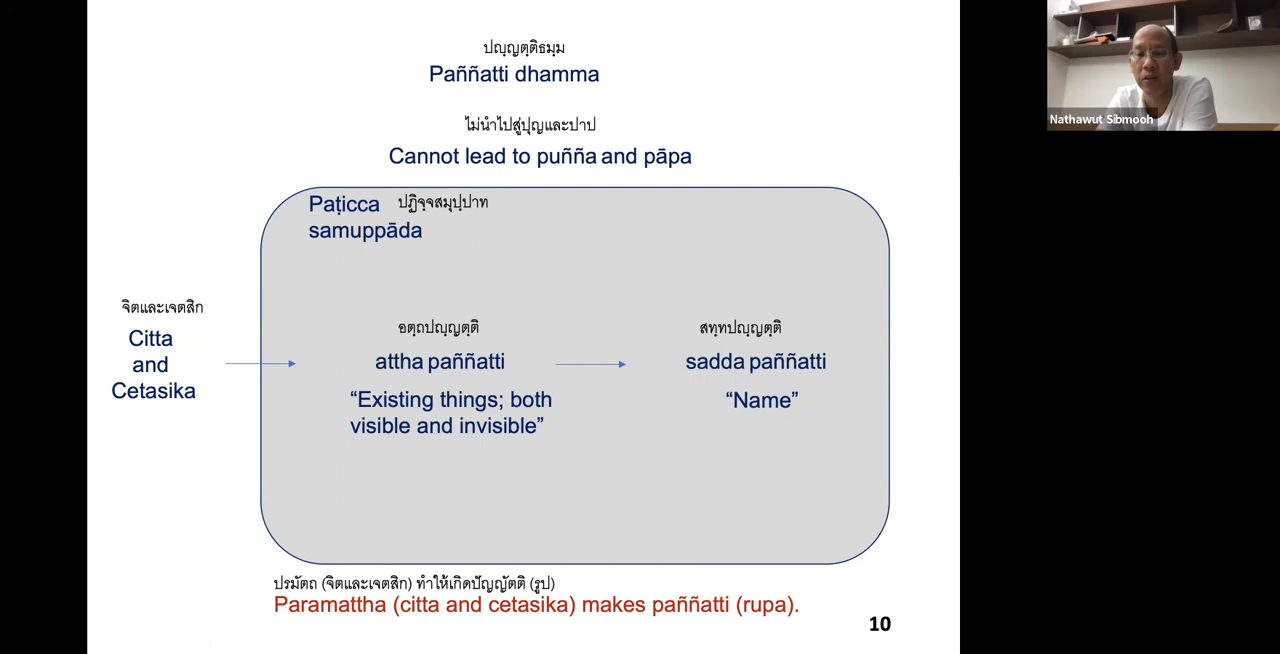 ปญฺญตฺติธมฺม
Paññatti dhamma
ไม่นำไปสู่ปุญและปาป
Cannot lead to puñña and pāpa
Paṭicca ปฏิจฺจสมุปฺปาท
samuppāda
จิตและเจตสิก
Citta
and
Cetasika
อตฺถปญฺญตฺติ
attha paññatti
“Existing things; both
visible and invisible”
สทฺทปญฺญตฺติ
sadda paññatti
“Name”
ปรมัตถ (จิตและเจตสิก) ทำให้เกิดปัญญัตติ (รูป)
Paramattha (citta and cetasika) makes paññatti (rupa).
10
Nathawut Sibmooh